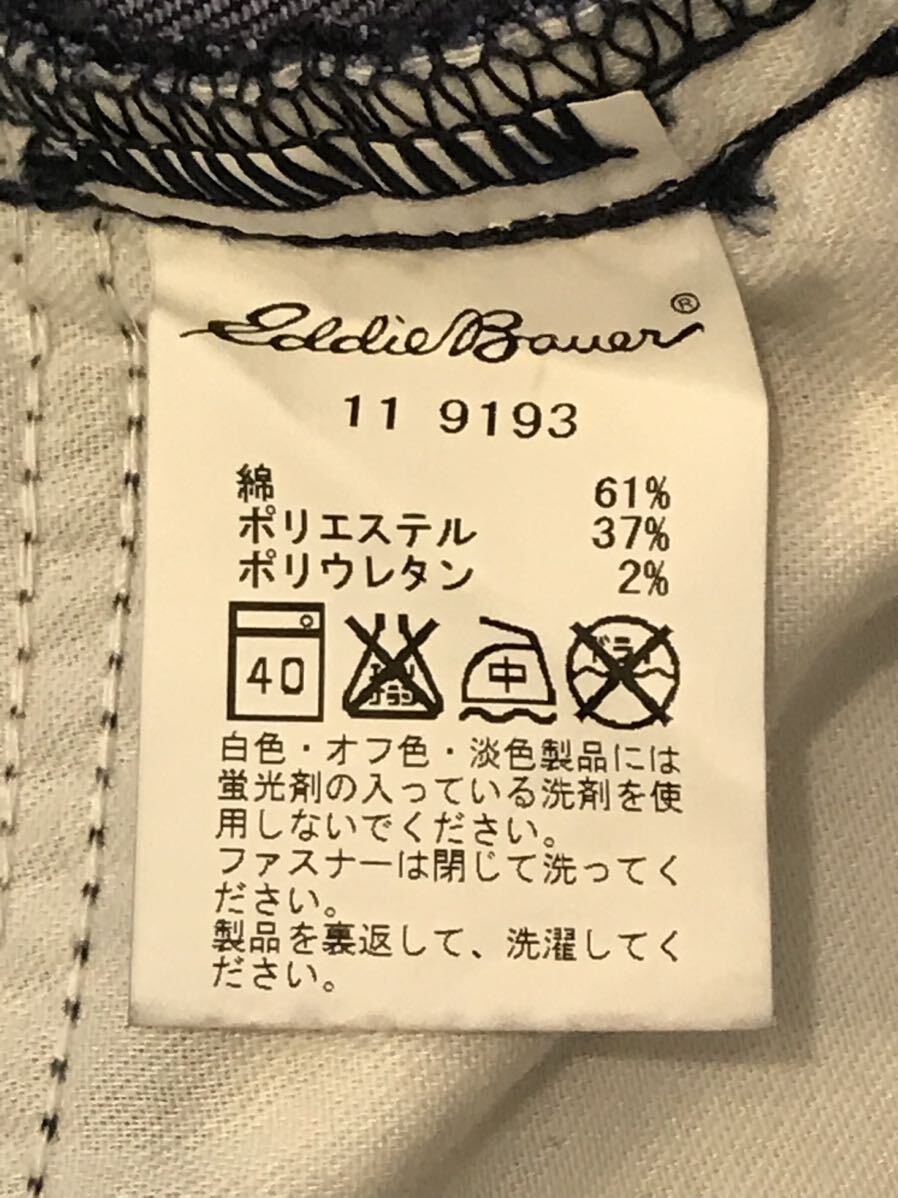 Eddie Bauer®
11 9193
綿 61%
ポリエステル 37%
ポリウレタン 2%
40 中 ドライ
白色・オフ色・淡色製品には
蛍光剤の入っている洗剤を使
用しないでください。
ファスナーは閉じて洗ってく
ださい。
製品を裏返して、洗濯してく
ださい。